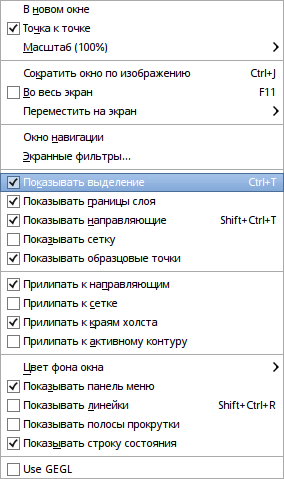 В новом окне
Точка к точке
Масштаб (100%)
Сократить окно по изображению Ctrl+J
Во весь экран F11
Переместить на экран
Окно навигации
Экранные фильтры...
Показывать выделение Ctrl+T
Показывать границы слоя
Показывать направляющие Shift+Ctrl+T
Показывать сетку
Показывать образцовые точки
Прилипать к направляющим
Прилипать к сетке
Прилипать к краям холста
Прилипать к активному контуру
Цвет фона окна
Показывать панель меню
Показывать линейки Shift+Ctrl+R
Показывать полосы прокрутки
Показывать строку состояния
Use GEGL